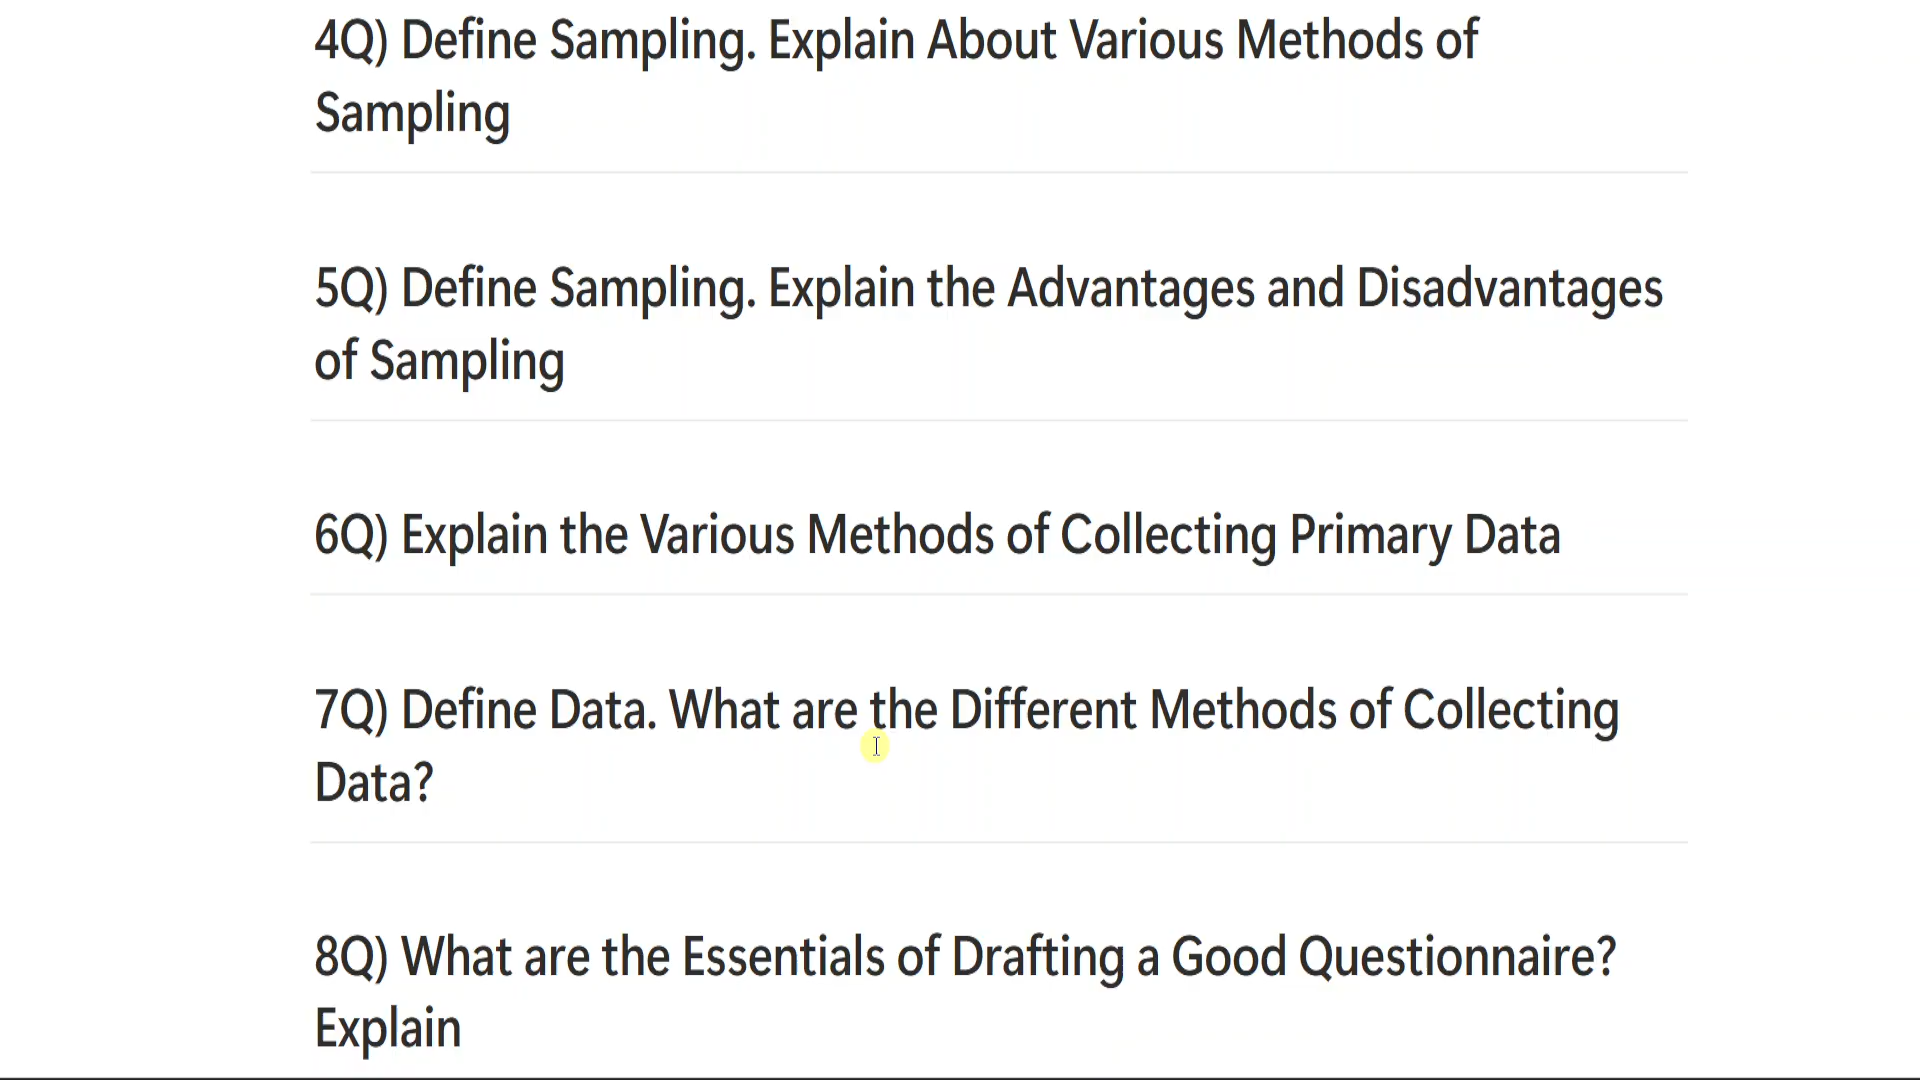 4Q) Define Sampling. Explain About Various Methods of
Sampling
5Q) Define Sampling. Explain the Advantages and Disadvantages
of Sampling
6Q) Explain the Various Methods of Collecting Primary Data
7Q) Define Data. What are the Different Methods of Collecting
Data?
8Q) What are the Essentials of Drafting a Good Questionnaire?
Explain